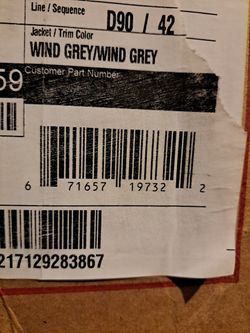 Line / Sequence
D90 / 42
Jacket / Trim Color
WIND GREY/WIND GREY
59
Customer Part Number
6 71657 19732 2
217129283867